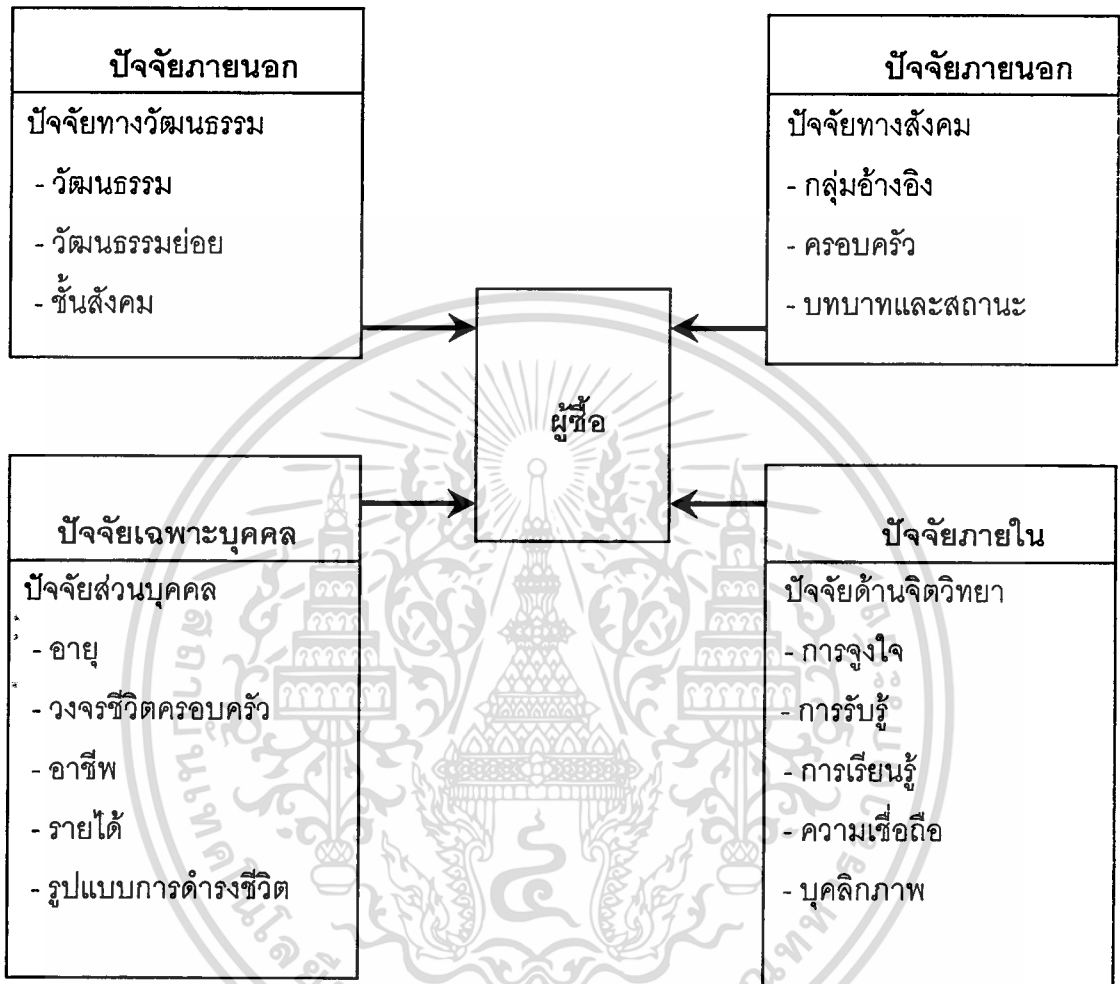 ปัจจัยภายนอก
ปัจจัยทางวัฒนธรรม
- วัฒนธรรม
- วัฒนธรรมย่อย
- ชั้นสังคม
ปัจจัยภายนอก
ปัจจัยทางสังคม
- กลุ่มอ้างอิง
- ครอบครัว
- บทบาทและสถานะ
ผู้ซื้อ
ปัจจัยเฉพาะบุคคล
ปัจจัยส่วนบุคคล
- อายุ
- วงจรชีวิตครอบครัว
- อาชีพ
- รายได้
- รูปแบบการดำรงชีวิต
ปัจจัยภายใน
ปัจจัยด้านจิตวิทยา
- การจูงใจ
- การรับรู้
- การเรียนรู้
- ความเชื่อถือ
- บุคลิกภาพ